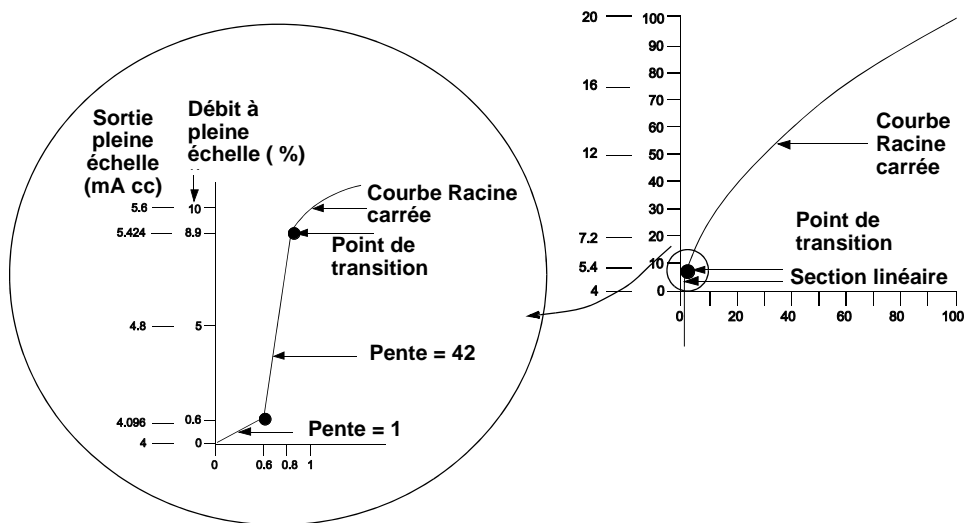 Sortie
pleine
échelle
(mA cc)
Débit à
pleine
échelle ( %)
5.6
10
5.424
8.9
4.8
5
4.096
0.6
4
0
0
0.6
0.8
1
Courbe Racine
carrée
Point de
transition
Pente = 42
Pente = 1
20
100
90
16
80
70
60
12
50
40
30
7.2
20
5.4
10
4
0
0
20
40
60
80
100
Courbe
Racine
carrée
Point de
transition
Section linéaire